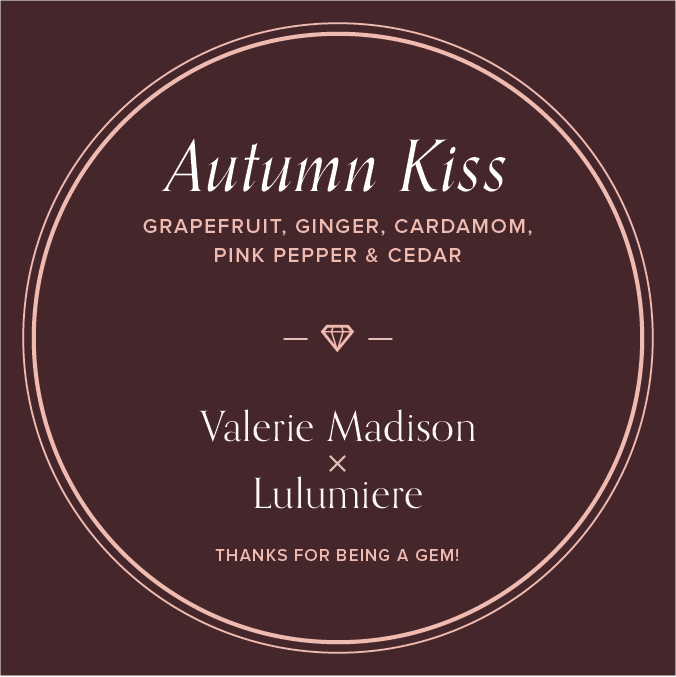 Autumn Kiss
GRAPEFRUIT, GINGER, CARDAMOM,
PINK PEPPER & CEDAR
Valerie Madison
×
Lulumiere
THANKS FOR BEING A GEM!